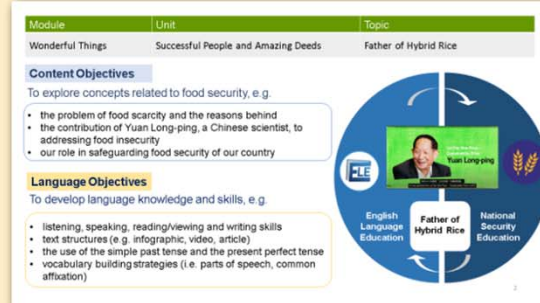 Module Unit Topic
Wonderful Things Successful People and Amazing Deeds Father of Hybrid Rice
Content Objectives
To explore concepts related to food security, e.g.
• the problem of food scarcity and the reasons behind
• the contribution of Yuan Long-ping, a Chinese scientist, to
addressing food insecurity
• our role in safeguarding food security of our country
Language Objectives
To develop language knowledge and skills, e.g.
• listening, speaking, reading/viewing and writing skills
• text structures (e.g. infographic, video, article)
• the use of the simple past tense and the present perfect tense
• vocabulary building strategies (i.e. parts of speech, common
affixation)
Yuan Long-ping
ELE
English
Language
Education
Father of
Hybrid Rice
National
Security
Education
2